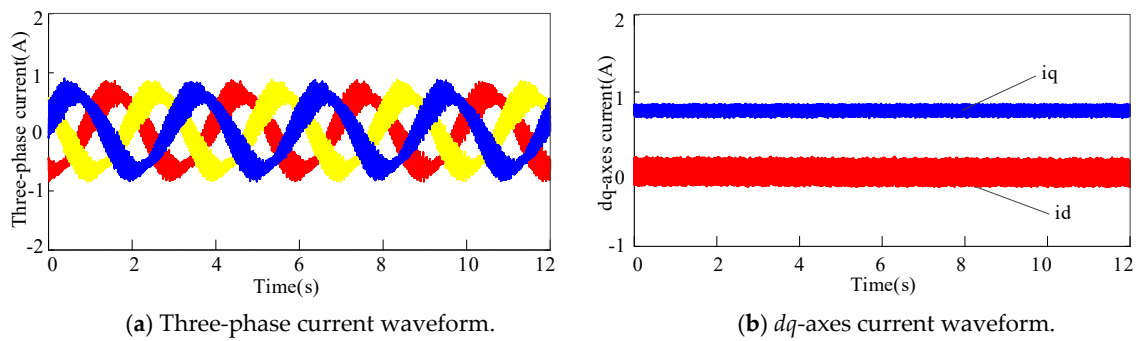 2
1
0
-1
-2
Three-phase current(A)
0 2 4 6 8 10 12
Time(s)
(a) Three-phase current waveform.
2
1
0
-1
dq-axes current(A)
iq
id
0 2 4 6 8 10 12
Time(s)
(b) dq-axes current waveform.